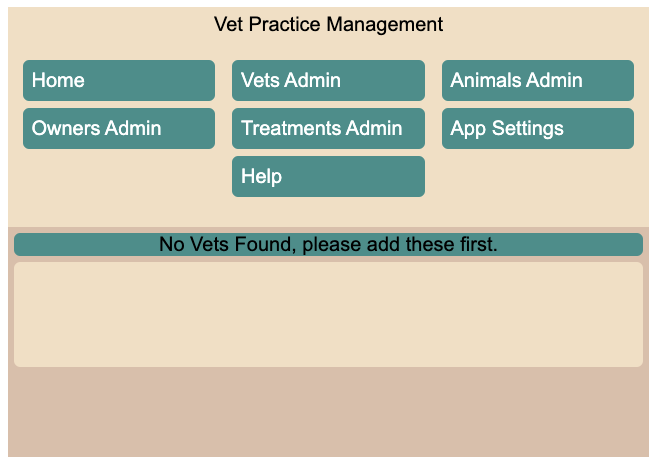 Vet Practice Management
Home
Vets Admin
Animals Admin
Owners Admin
Treatments Admin
App Settings
Help
No Vets Found, please add these first.